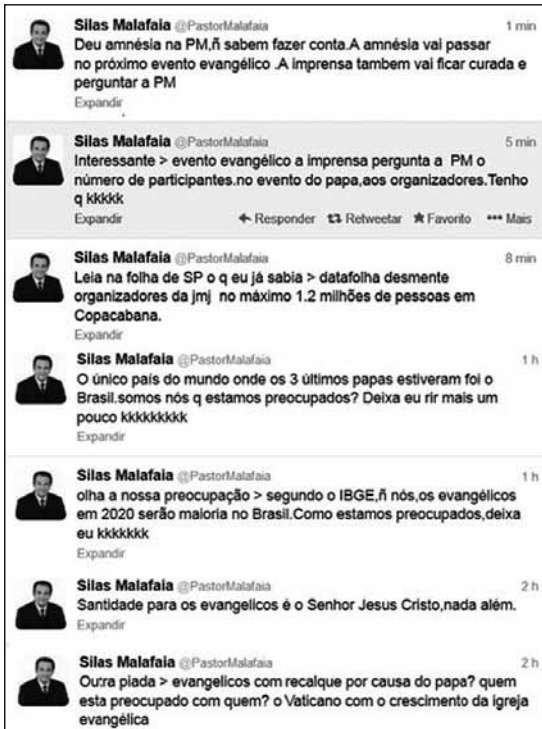 Silas Malafaia @PastorMalafaia 1 min
Deu amnésia na PM,ñ sabem fazer conta.A amnésia vai passar
no próximo evento evangélico .A imprensa tambem vai ficar curada e
perguntar a PM
Expandir
Silas Malafaia @PastorMalafaia 5 min
Interessante > evento evangélico a imprensa pergunta a PM o
número de participantes.no evento do papa,aos organizadores.Tenho
q kkkkk
Expandir Responder Retweetar Favorito Mais
Silas Malafaia @PastorMalafaia 8 min
Leia na folha de SP o q eu já sabia > datafolha desmente
organizadores da jmj no máximo 1.2 milhões de pessoas em
Copacabana.
Expandir
Silas Malafaia @PastorMalafaia 1 h
O único país do mundo onde os 3 últimos papas estiveram foi o
Brasil.somos nós q estamos preocupados? Deixa eu rir mais um
pouco kkkkkkkkk
Expandir
Silas Malafaia @PastorMalafaia 1 h
olha a nossa preocupação > segundo o IBGE,ñ nós,os evangélicos
em 2020 serão maioria no Brasil.Como estamos preocupados,deixa
eu kkkkkkk
Expandir
Silas Malafaia @PastorMalafaia 2 h
Santidade para os evangelicos é o Senhor Jesus Cristo,nada além.
Expandir
Silas Malafaia @PastorMalafaia 2 h
Outra piada > evangelicos com recalque por causa do papa? quem
esta preocupado com quem? o Vaticano com o crescimento da igreja
evangélica